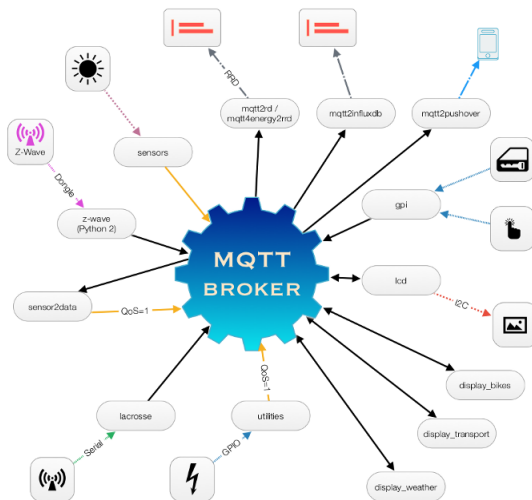 RRD
mqtt2rd /
mqtt4energy2rrd
mqtt2influxdb
mqtt2pushover
sensors
Z-Wave
Dongle
z-wave
(Python 2)
gpi
MQTT
BROKER
lcd
I2C
sensor2data
QoS=1
QoS=1
display_bikes
lacrosse
utilities
display_transport
Serial
GPIO
display_weather